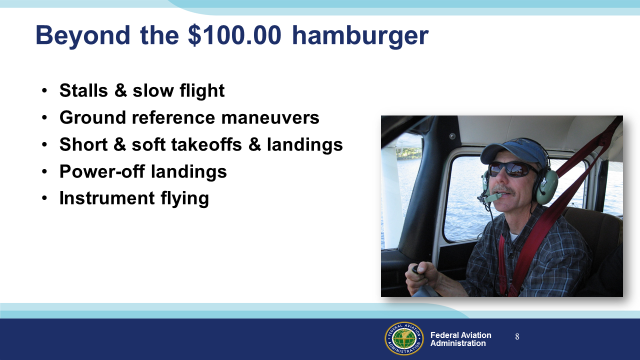 Beyond the $100.00 hamburger
• Stalls & slow flight
• Ground reference maneuvers
• Short & soft takeoffs & landings
• Power-off landings
• Instrument flying
Federal Aviation
Administration
8